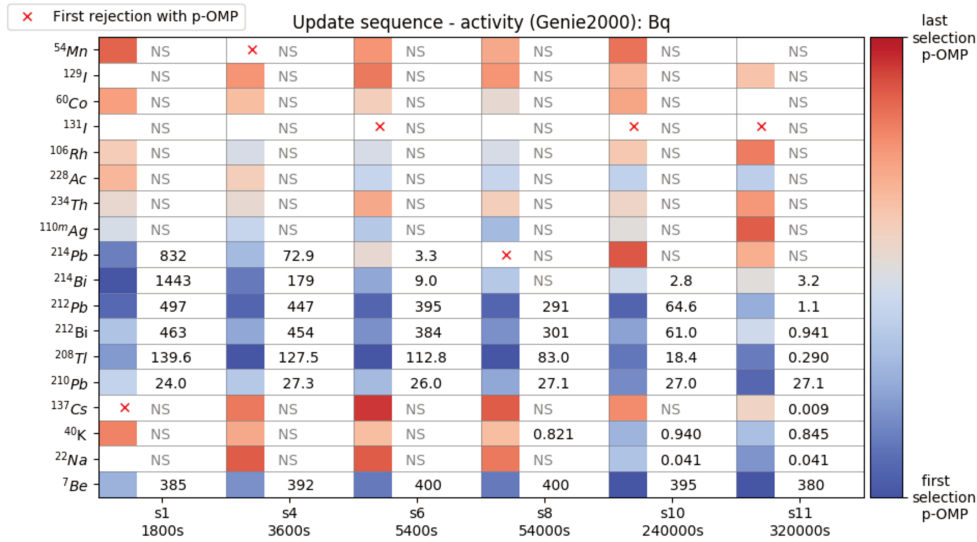 First rejection with p-OMP
Update sequence - activity (Genie2000): Bq
last
selection
p-OMP
⁵⁴Mn NS NS NS NS NS NS
¹²⁹I NS NS NS NS NS NS
⁶⁰Co NS NS NS NS NS NS
¹³¹I NS NS NS NS NS NS
¹⁰⁶Rh NS NS NS NS NS NS
²²⁸Ac NS NS NS NS NS NS
²³⁴Th NS NS NS NS NS NS
¹¹⁰ᵐAg NS NS NS NS NS NS
²¹⁴Pb 832 72.9 3.3 NS NS NS
²¹⁴Bi 1443 179 9.0 NS 2.8 3.2
²¹²Pb 497 447 395 291 64.6 1.1
²¹²Bi 463 454 384 301 61.0 0.941
²⁰⁸Tl 139.6 127.5 112.8 83.0 18.4 0.290
²¹⁰Pb 24.0 27.3 26.0 27.1 27.0 27.1
¹³⁷Cs NS NS NS NS NS 0.009
⁴⁰K NS NS NS 0.821 0.940 0.845
²²Na NS NS NS NS 0.041 0.041
⁷Be 385 392 400 400 395 380
first
selection
p-OMP
s1 s4 s6 s8 s10 s11
1800s 3600s 5400s 54000s 240000s 320000s